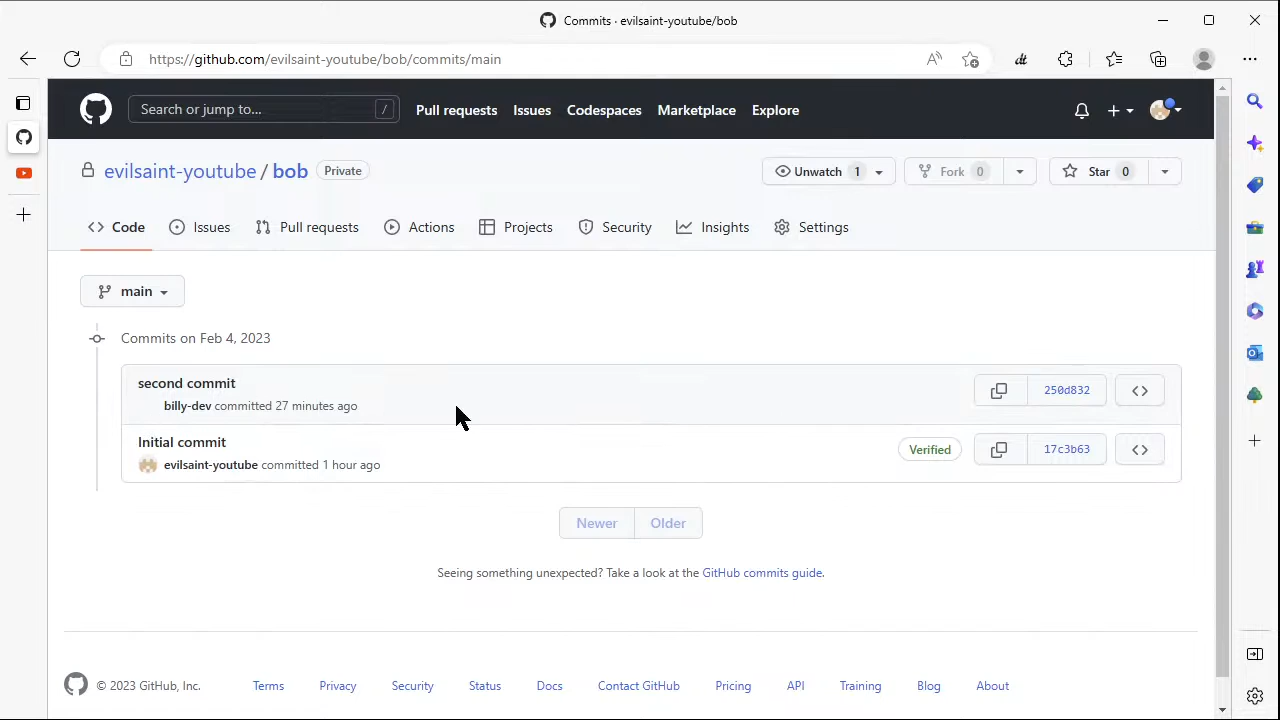 Commits · evilsaint-youtube/bob
https://github.com/evilsaint-youtube/bob/commits/main
Search or jump to... /
Pull requests Issues Codespaces Marketplace Explore
evilsaint-youtube / bob Private
Unwatch 1 Fork 0 Star 0
Code Issues Pull requests Actions Projects Security Insights Settings
main
Commits on Feb 4, 2023
second commit
billy-dev committed 27 minutes ago
250d832
Initial commit
evilsaint-youtube committed 1 hour ago
Verified 17c3b63
Newer Older
Seeing something unexpected? Take a look at the GitHub commits guide.
© 2023 GitHub, Inc. Terms Privacy Security Status Docs Contact GitHub Pricing API Training Blog About